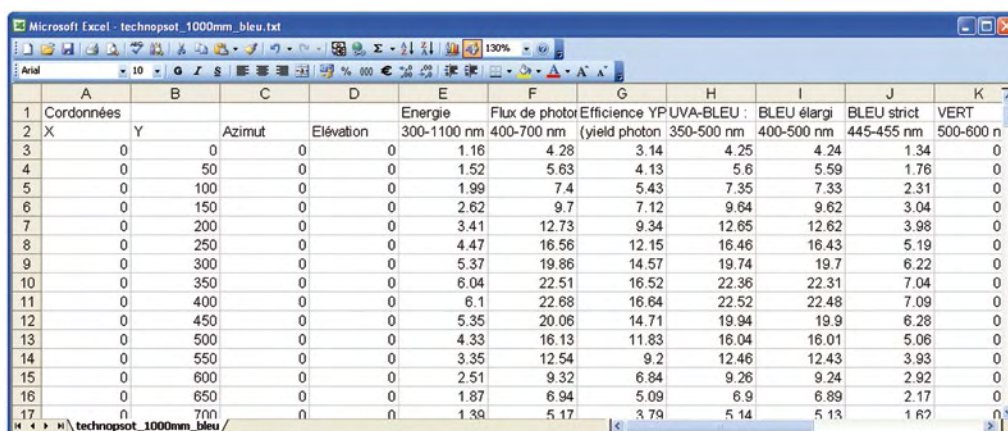 Microsoft Excel - technopsot_1000mm_bleu.txt
130%
Arial 10 G I S % 000 €
A B C D E F G H I J K
1 Cordonnées Energie Flux de photor Efficience YP UVA-BLEU : BLEU élargi BLEU strict VERT
2 X Y Azimut Elévation 300-1100 nm 400-700 nm (yield photon 350-500 nm 400-500 nm 445-455 nm 500-600 n
3 0 0 0 0 1.16 4.28 3.14 4.25 4.24 1.34 0
4 0 50 0 0 1.52 5.63 4.13 5.6 5.59 1.76 0
5 0 100 0 0 1.99 7.4 5.43 7.35 7.33 2.31 0
6 0 150 0 0 2.62 9.7 7.12 9.64 9.62 3.04 0
7 0 200 0 0 3.41 12.73 9.34 12.65 12.62 3.98 0
8 0 250 0 0 4.47 16.56 12.15 16.46 16.43 5.19 0
9 0 300 0 0 5.37 19.86 14.57 19.74 19.7 6.22 0
10 0 350 0 0 6.04 22.51 16.52 22.36 22.31 7.04 0
11 0 400 0 0 6.1 22.68 16.64 22.52 22.48 7.09 0
12 0 450 0 0 5.35 20.06 14.71 19.94 19.9 6.28 0
13 0 500 0 0 4.33 16.13 11.83 16.04 16.01 5.06 0
14 0 550 0 0 3.35 12.54 9.2 12.46 12.43 3.93 0
15 0 600 0 0 2.51 9.32 6.84 9.26 9.24 2.92 0
16 0 650 0 0 1.87 6.94 5.09 6.9 6.89 2.17 0
17 0 700 0 0 1.39 5.17 3.79 5.14 5.13 1.62 0
technopsot_1000mm_bleu